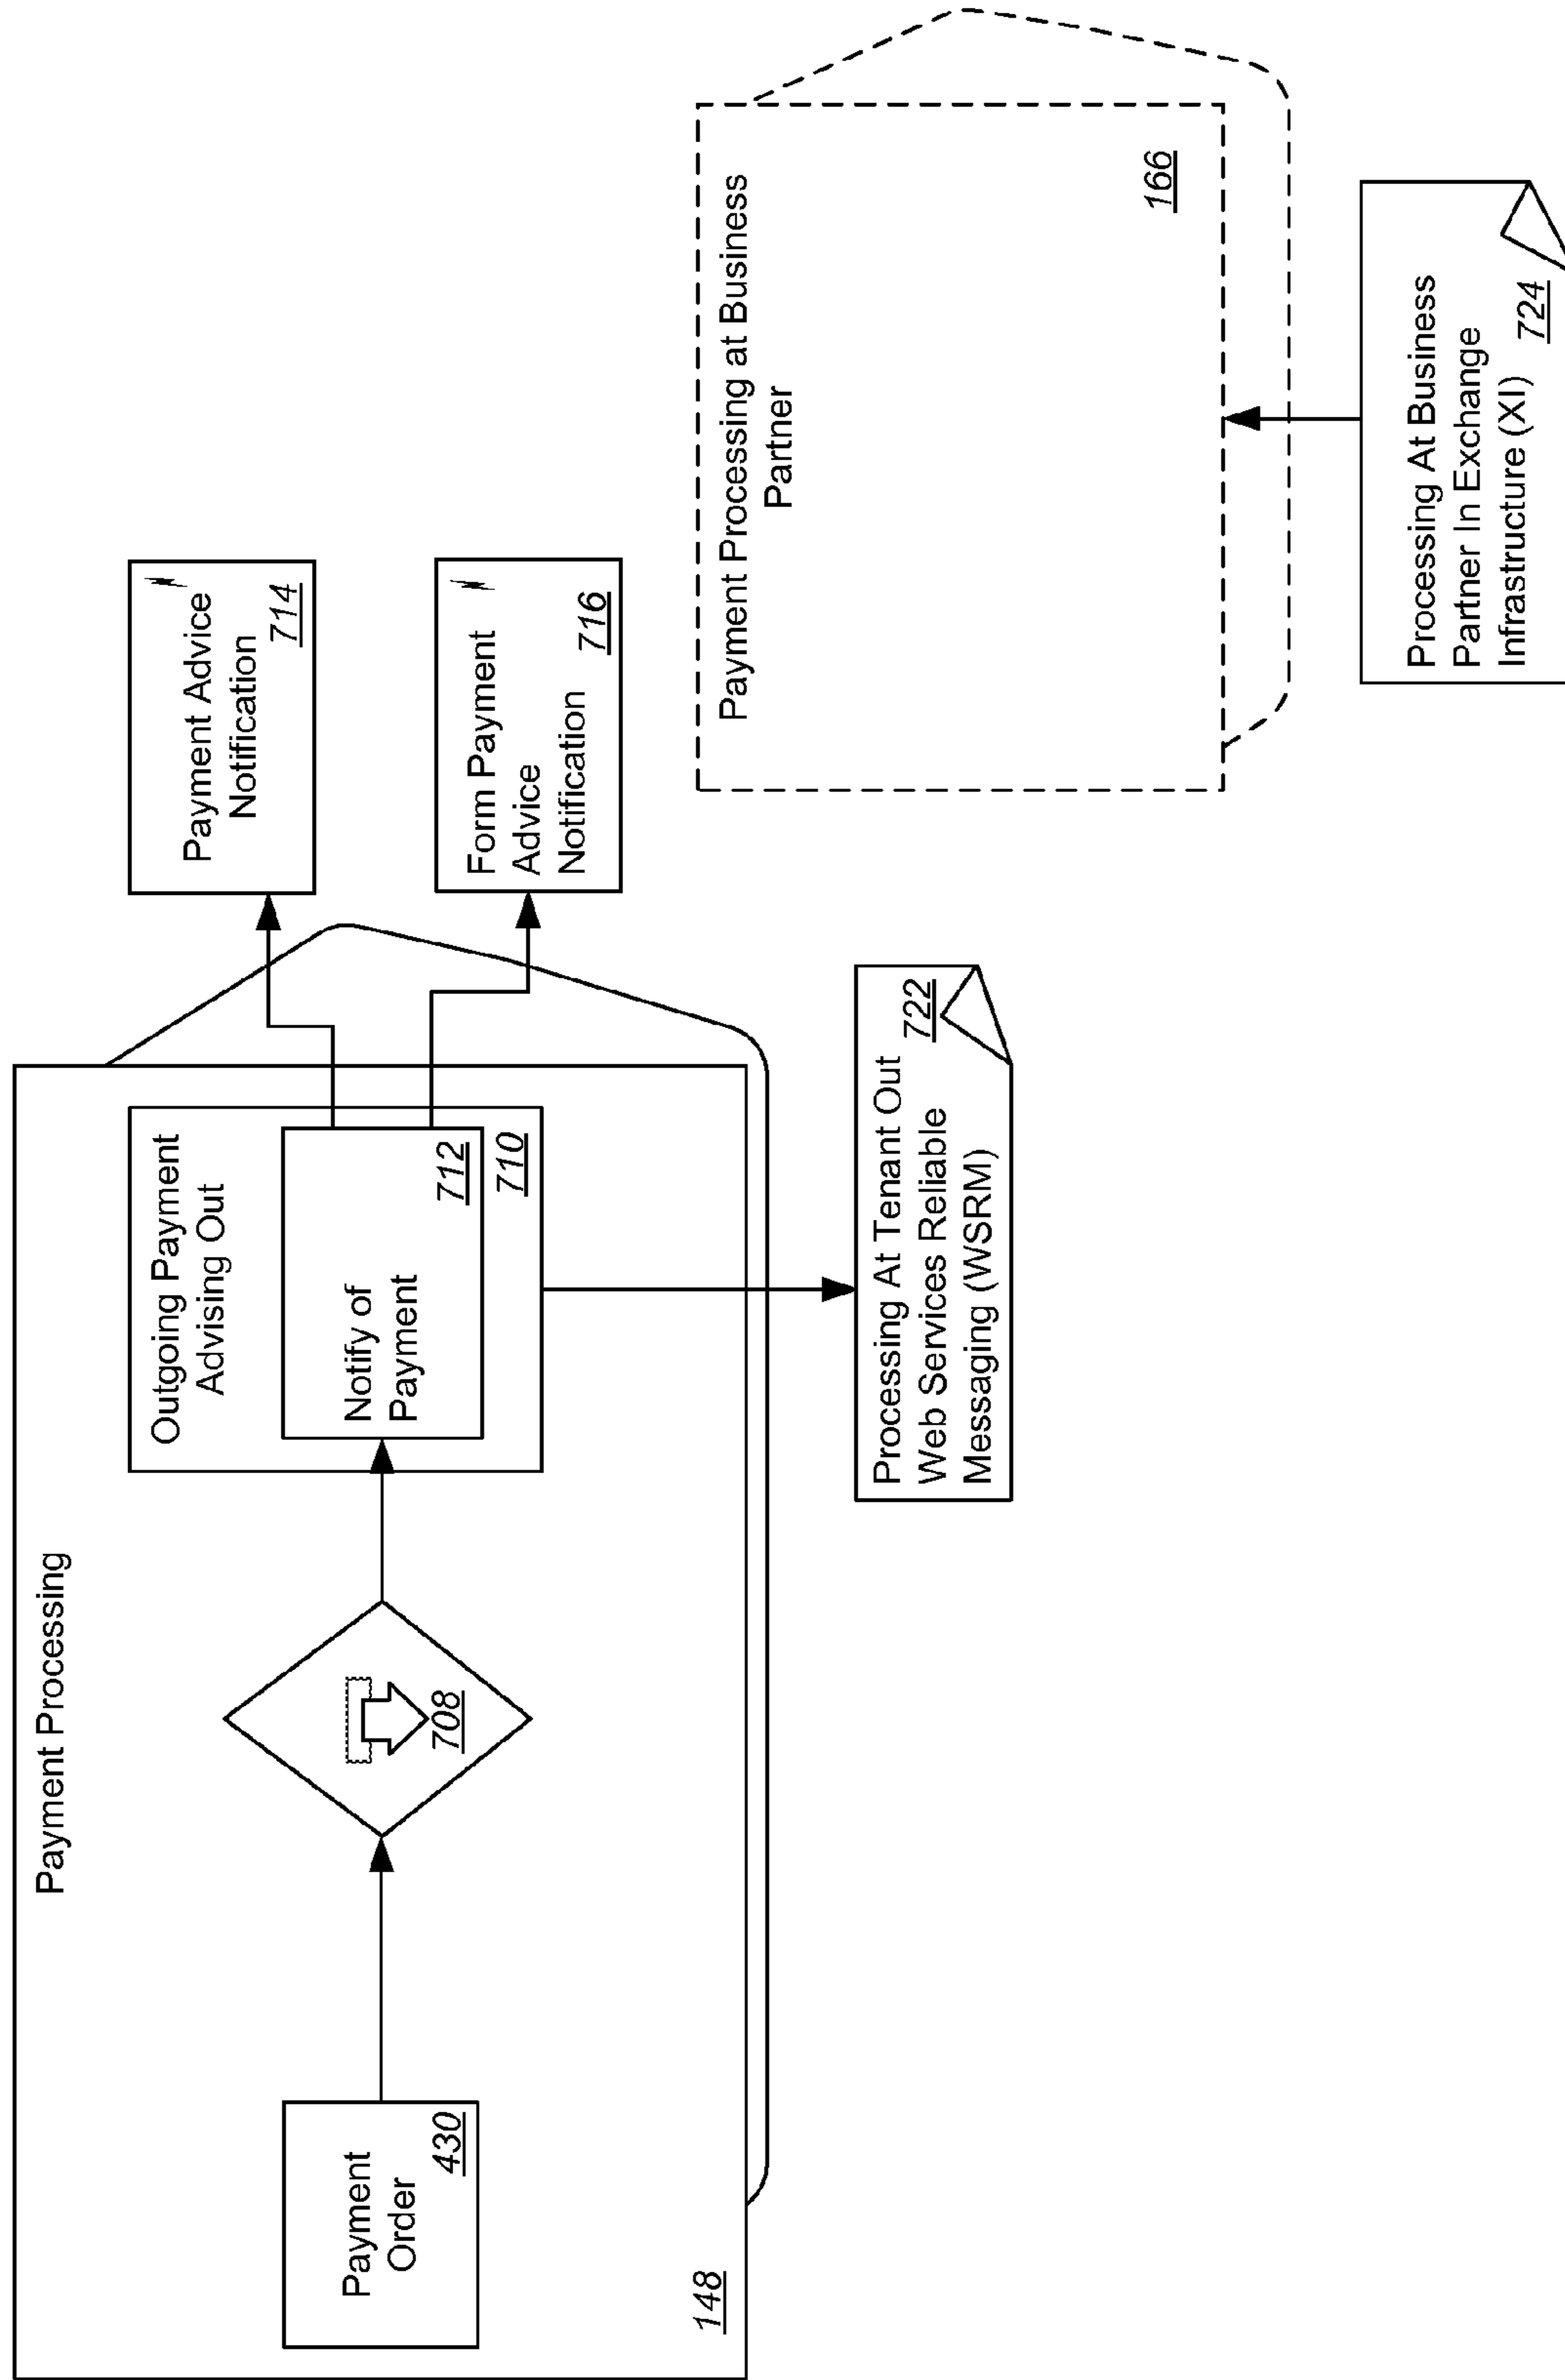 Payment Processing
Payment
Order
430
708
Outgoing Payment
Advising Out
Notify of
Payment
712
710
148
Payment Advice
Notification
714
Form Payment
Advice
Notification
716
Processing At Tenant Out
Web Services Reliable
Messaging (WSRM)
722
Payment Processing at Business
Partner
166
Processing At Business
Partner In Exchange
Infrastructure (XI)
724